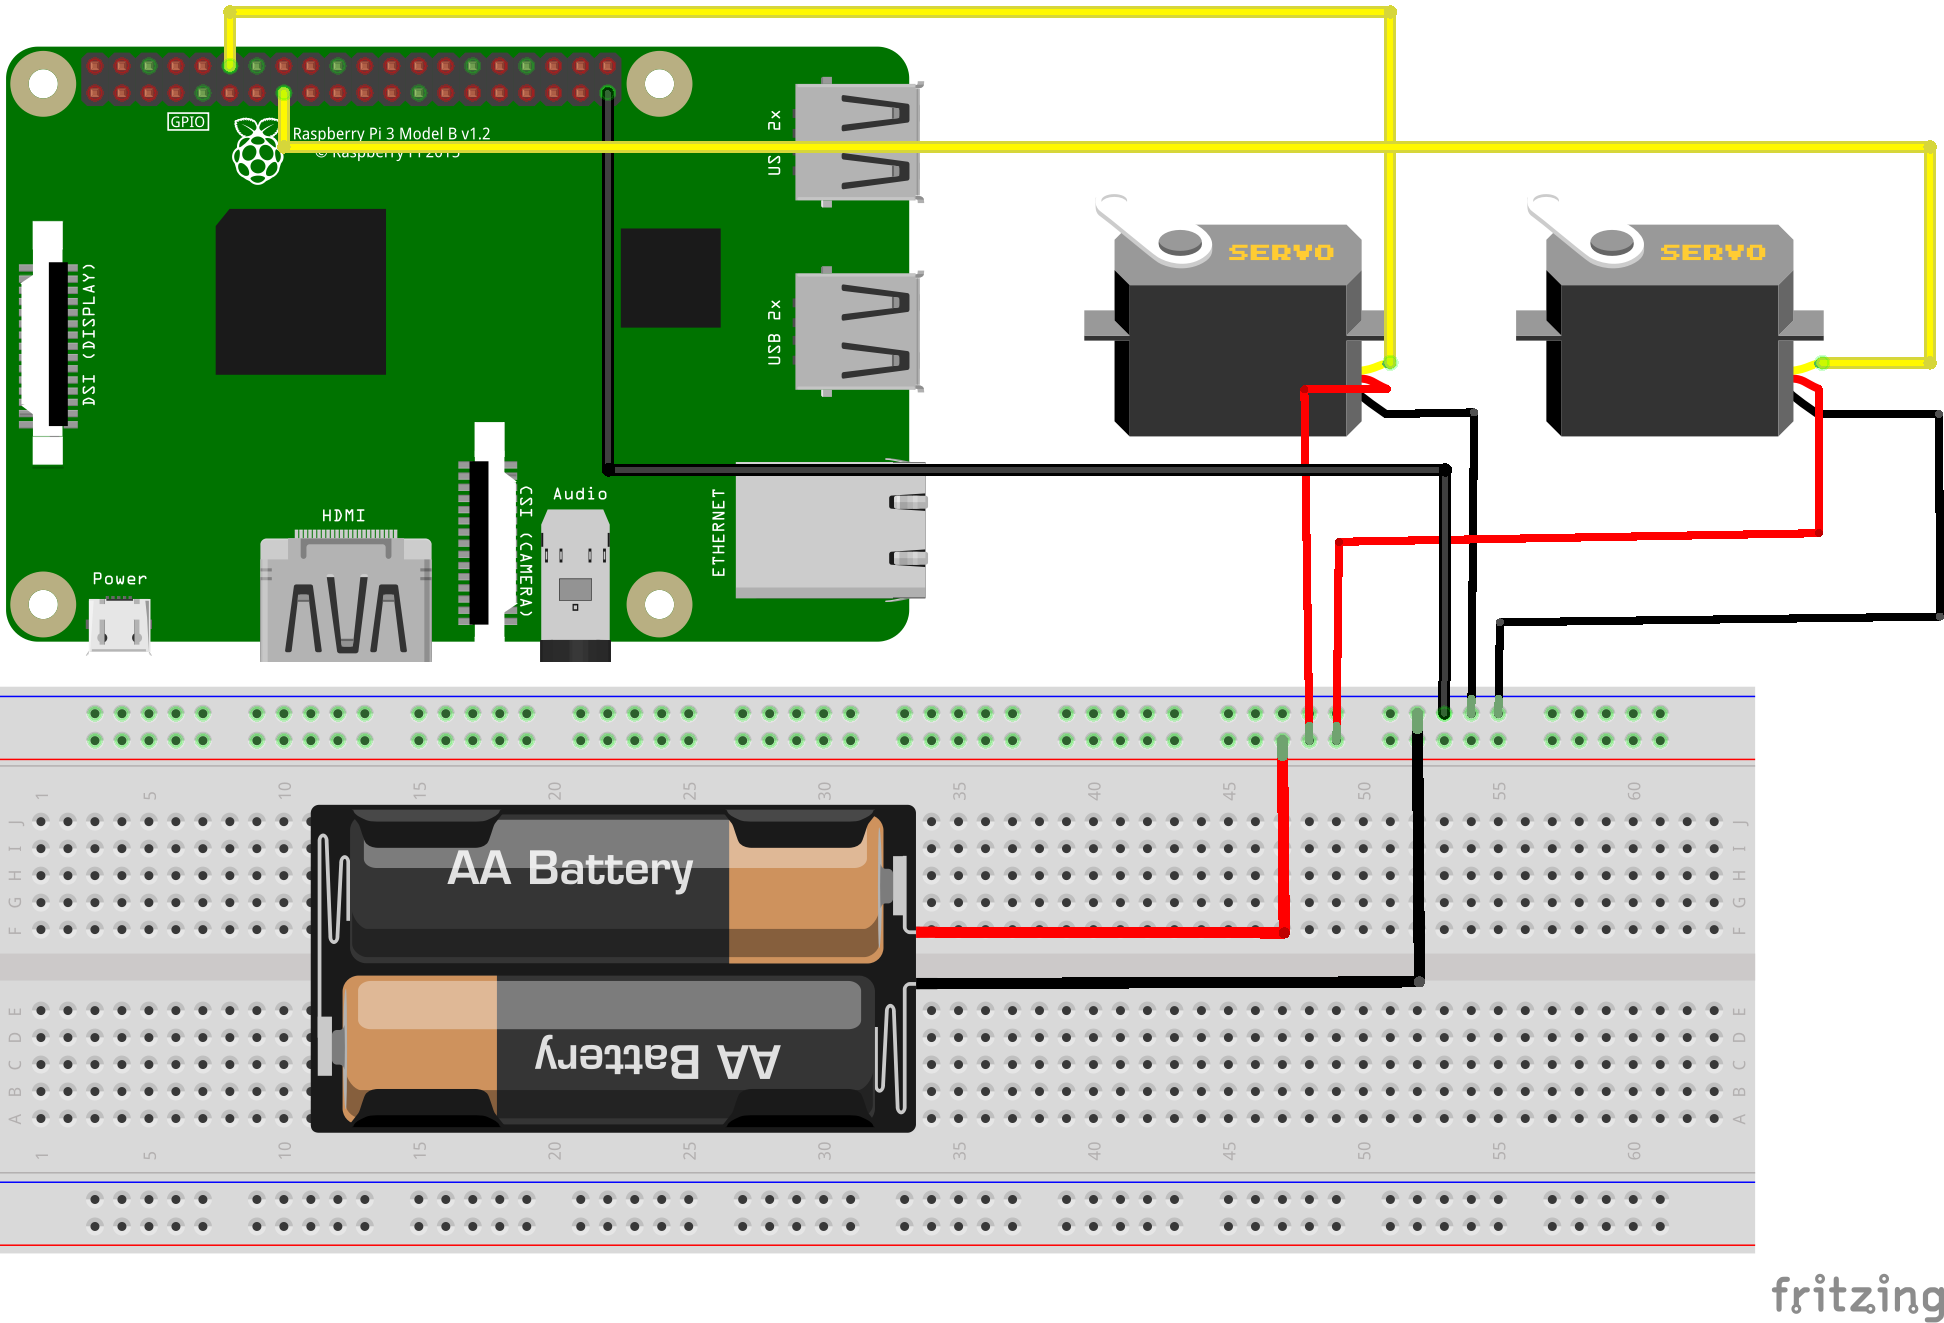 GPIO
Raspberry Pi 3 Model B v1.2
© Raspberry Pi 2015
USB 2x
USB 2x
DSI (DISPLAY)
SERVO
SERVO
HDMI
CSI (CAMERA)
Audio
ETHERNET
Power
1 5 10 15 20 25 30 35 40 45 50 55 60
J J
I I
H H
G G
F F
AA Battery
E E
D D
C C
B B
A A
AA Battery
1 5 10 15 20 25 30 35 40 45 50 55 60
fritzing